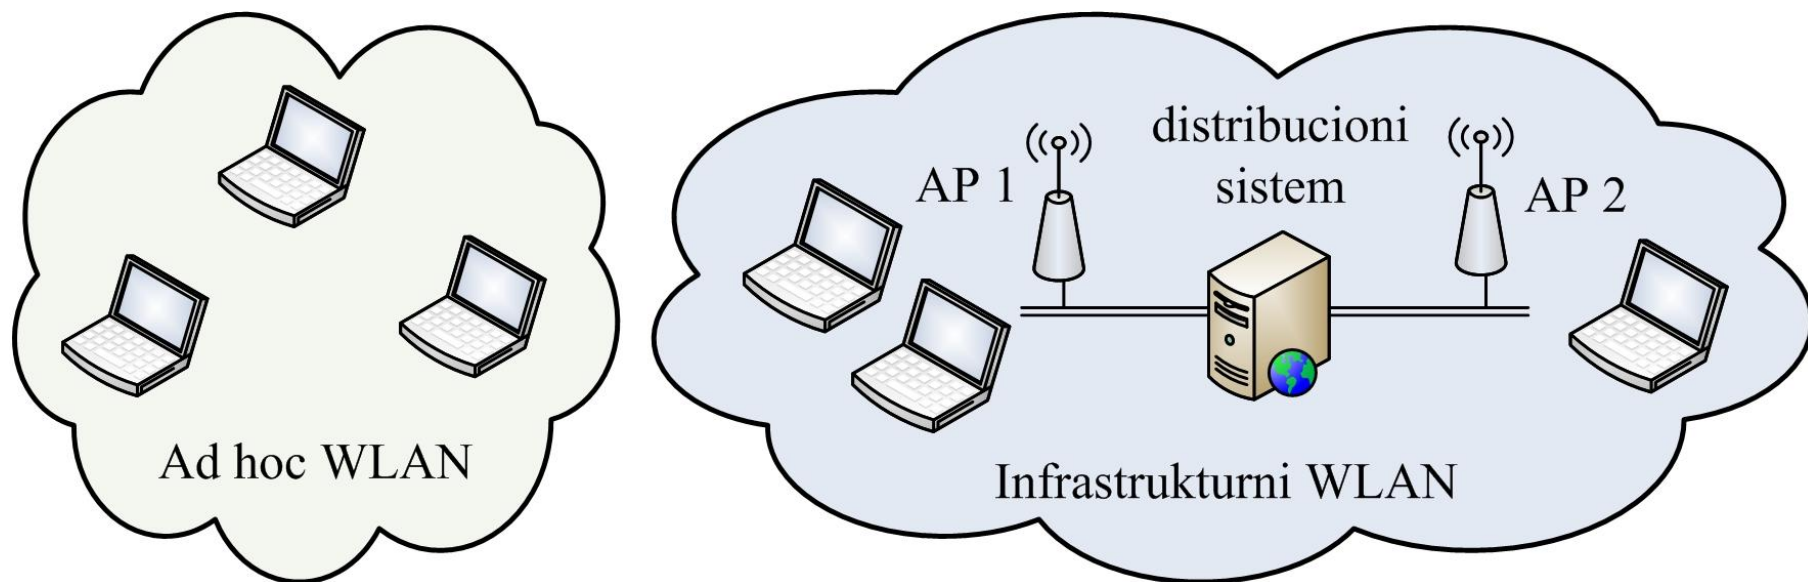 Ad hoc WLAN
AP 1
distribucioni
sistem
AP 2
Infrastrukturni WLAN